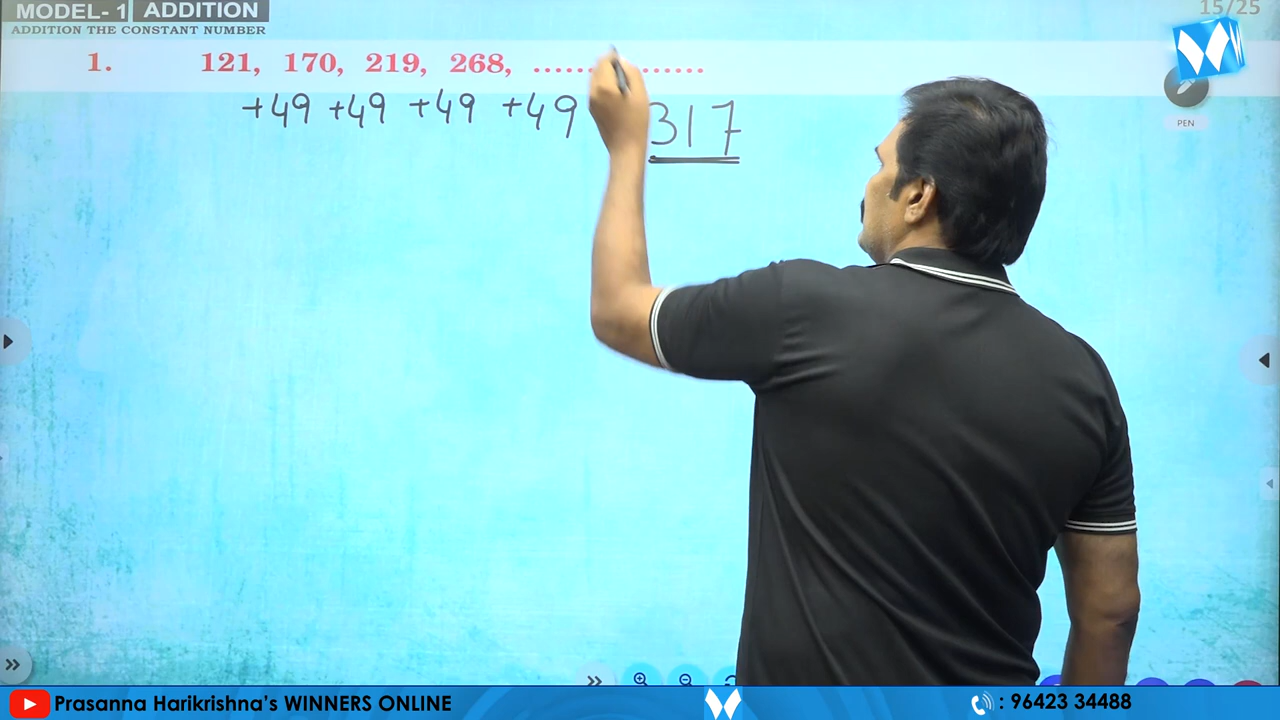 MODEL- 1 ADDITION
15/25
ADDITION THE CONSTANT NUMBER
1. 121, 170, 219, 268, ................
+49 +49 +49 +49 317
PEN
Prasanna Harikrishna's WINNERS ONLINE : 96423 34488